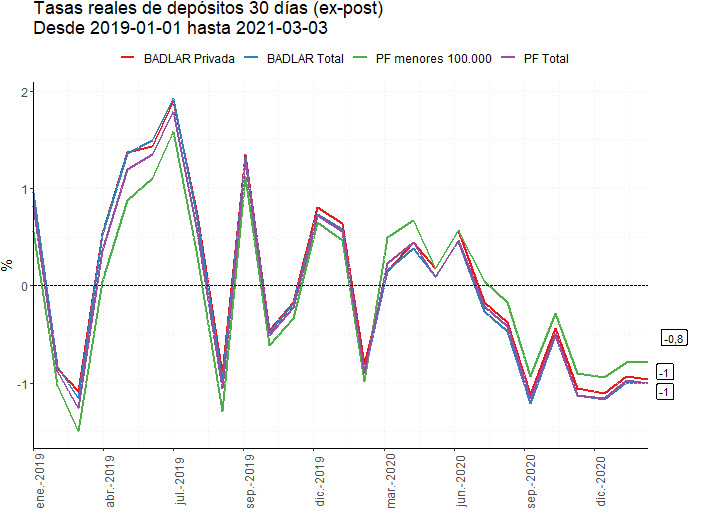 Tasas reales de depósitos 30 días (ex-post)
Desde 2019-01-01 hasta 2021-03-03
BADLAR Privada BADLAR Total PF menores 100.000 PF Total
%
2
1
0
-1
-0,8
-1
-1
ene.-2019
abr.-2019
jul.-2019
sep.-2019
dic.-2019
mar.-2020
jun.-2020
sep.-2020
dic.-2020